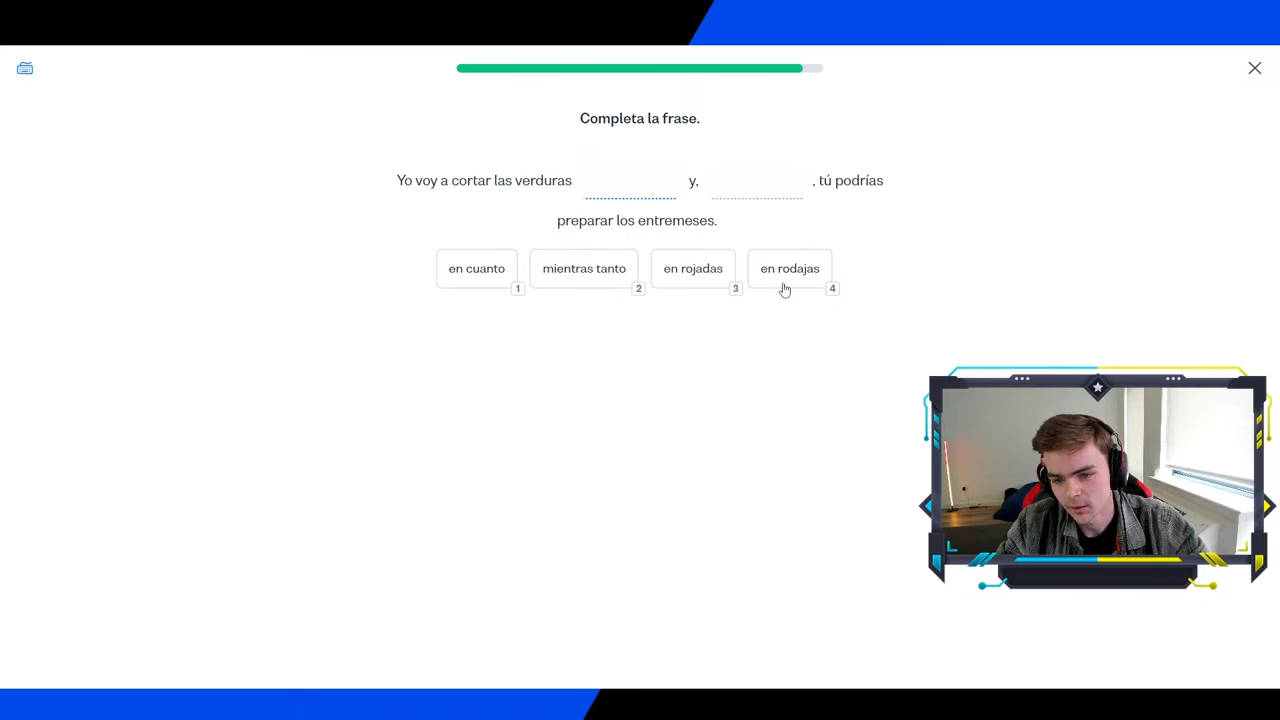 Completa la frase.
Yo voy a cortar las verduras y, , tú podrías
preparar los entremeses.
en cuanto mientras tanto en rojadas en rodajas
1 2 3 4